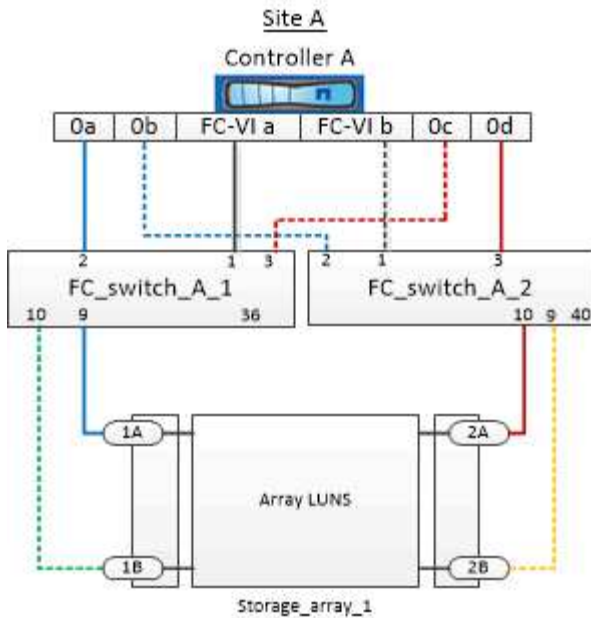 Site A
Controller A
n
0a 0b FC-VI a FC-VI b 0c 0d
2 1 3 2 1 3
FC_switch_A_1 FC_switch_A_2
10 9 36 10 9 40
1A 2A
Array LUNS
1B 2B
Storage_array_1